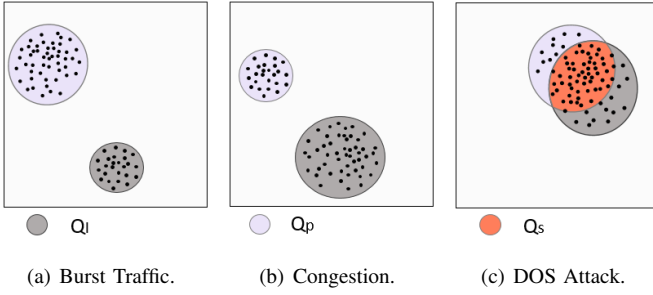 Ql
Qp
Qs
(a) Burst Traffic.
(b) Congestion.
(c) DOS Attack.